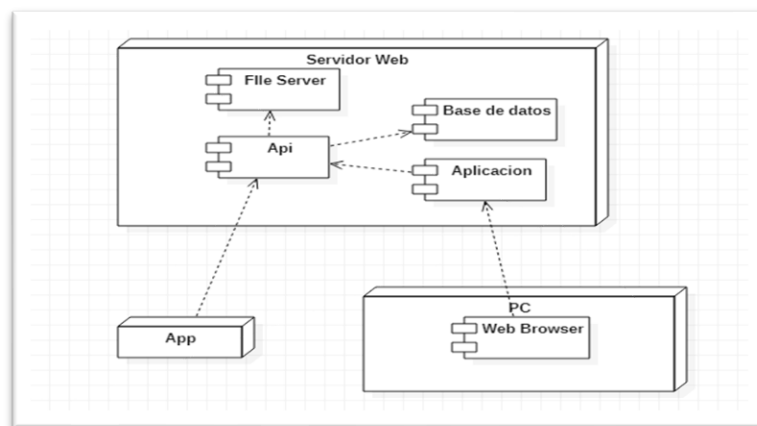 Servidor Web
FIle Server
Base de datos
Api
Aplicacion
PC
App
Web Browser